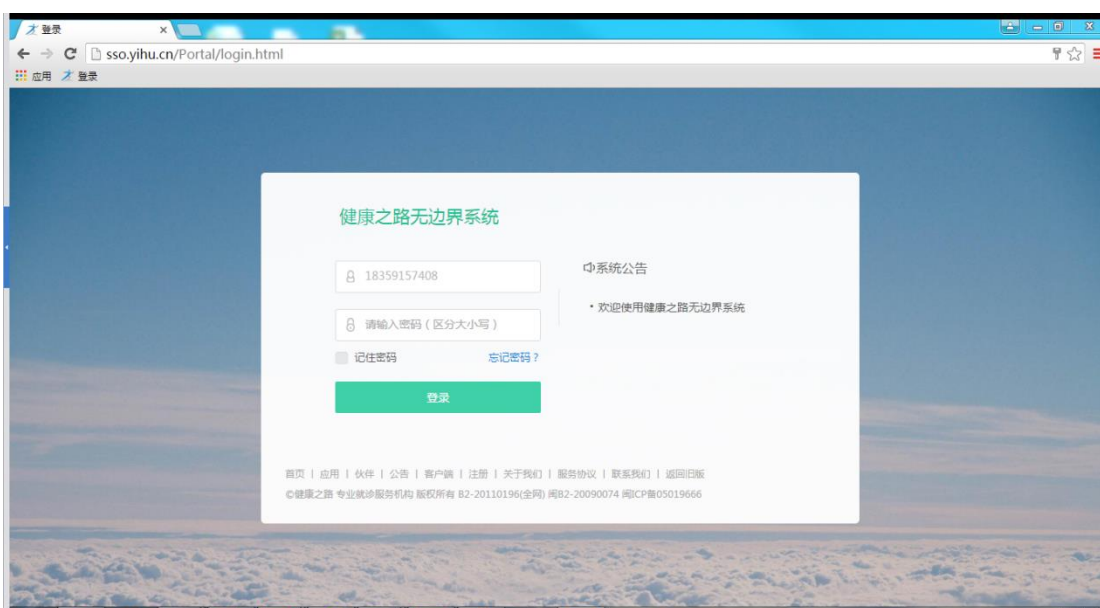 登录
sso.yihu.cn/Portal/login.html
应用 登录
健康之路无边界系统
18359157408
系统公告
• 欢迎使用健康之路无边界系统
请输入密码（区分大小写）
记住密码 忘记密码？
登录
首页 | 应用 | 伙伴 | 公告 | 客户端 | 注册 | 关于我们 | 服务协议 | 联系我们 | 返回旧版
©健康之路 专业就诊服务机构 版权所有 B2-20110196(全网) 闽B2-20090074 闽ICP备05019666